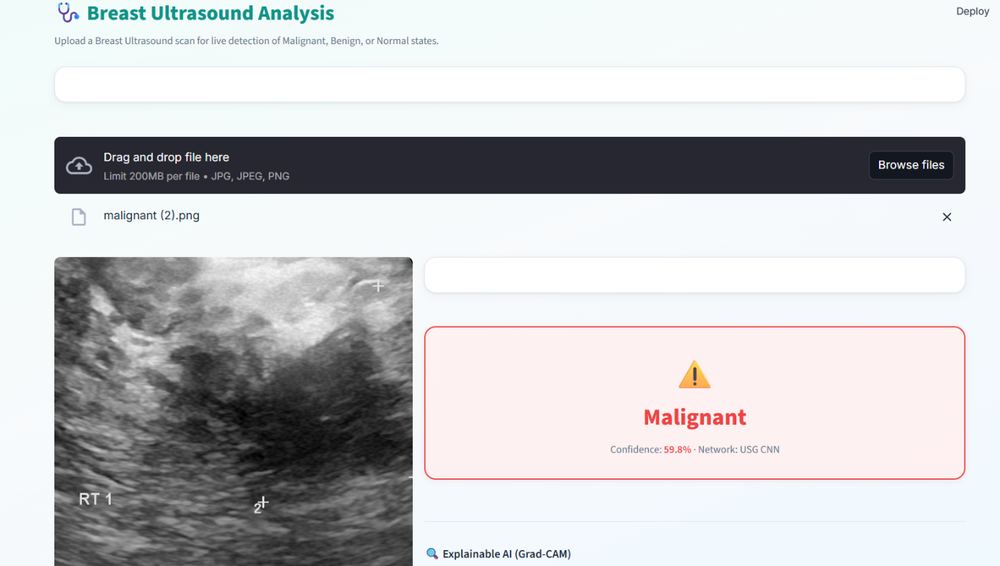 Breast Ultrasound Analysis
Deploy
Upload a Breast Ultrasound scan for live detection of Malignant, Benign, or Normal states.
Drag and drop file here
Limit 200MB per file • JPG, JPEG, PNG
Browse files
malignant (2).png
Malignant
Confidence: 59.8% · Network: USG CNN
RT 1
2
Explainable AI (Grad-CAM)